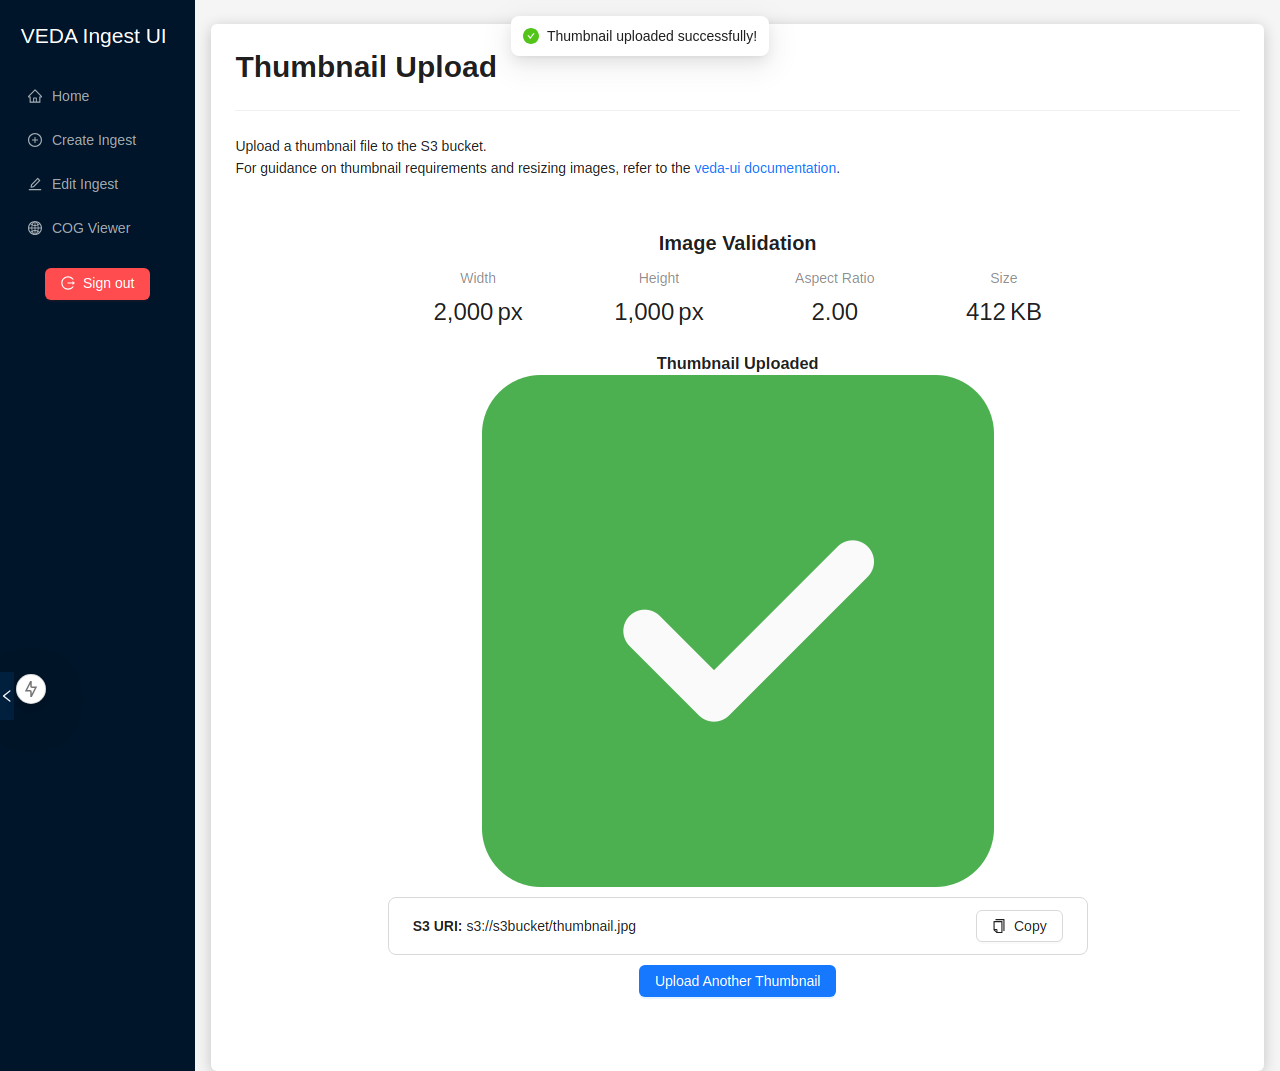 VEDA Ingest UI
Home
Create Ingest
Edit Ingest
COG Viewer
Sign out
Thumbnail uploaded successfully!
Thumbnail Upload
Upload a thumbnail file to the S3 bucket.
For guidance on thumbnail requirements and resizing images, refer to the veda-ui documentation.
Image Validation
Width Height Aspect Ratio Size
2,000 px 1,000 px 2.00 412 KB
Thumbnail Uploaded
S3 URI: s3://s3bucket/thumbnail.jpg Copy
Upload Another Thumbnail